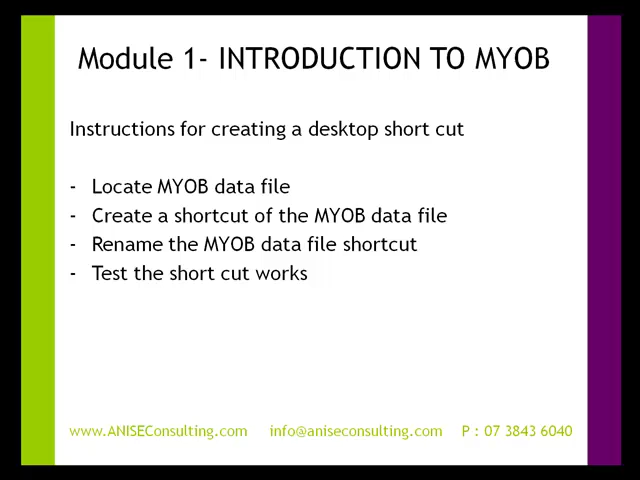 Module 1- INTRODUCTION TO MYOB
Instructions for creating a desktop short cut
- Locate MYOB data file
- Create a shortcut of the MYOB data file
- Rename the MYOB data file shortcut
- Test the short cut works
www.ANISEConsulting.com info@aniseconsulting.com P : 07 3843 6040